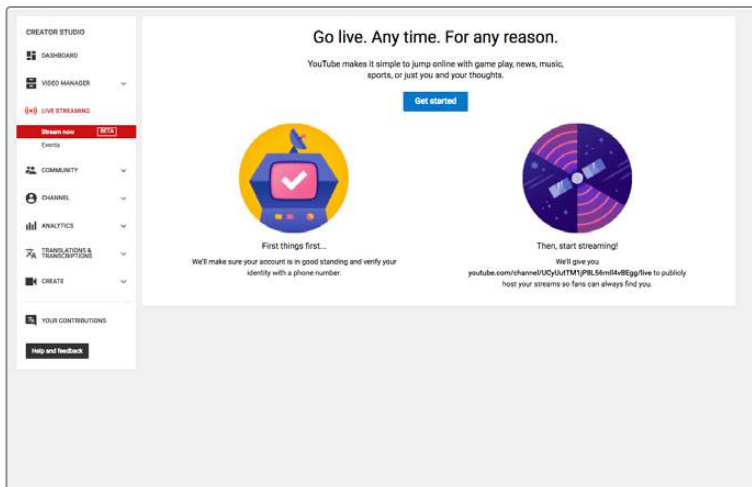 CREATOR STUDIO
DASHBOARD
VIDEO MANAGER
LIVE STREAMING
Stream now BETA
Events
COMMUNITY
CHANNEL
ANALYTICS
TRANSLATIONS &
TRANSCRIPTIONS
CREATE
YOUR CONTRIBUTIONS
Help and feedback
Go live. Any time. For any reason.
YouTube makes it simple to jump online with game play, news, music,
sports, or just you and your thoughts.
Get started
First things first...
We'll make sure your account is in good standing and verify your
identity with a phone number.
Then, start streaming!
We'll give you
youtube.com/channel/UCyUutTM1jP8L56mIl4vBEgg/live to publicly
host your streams so fans can always find you.